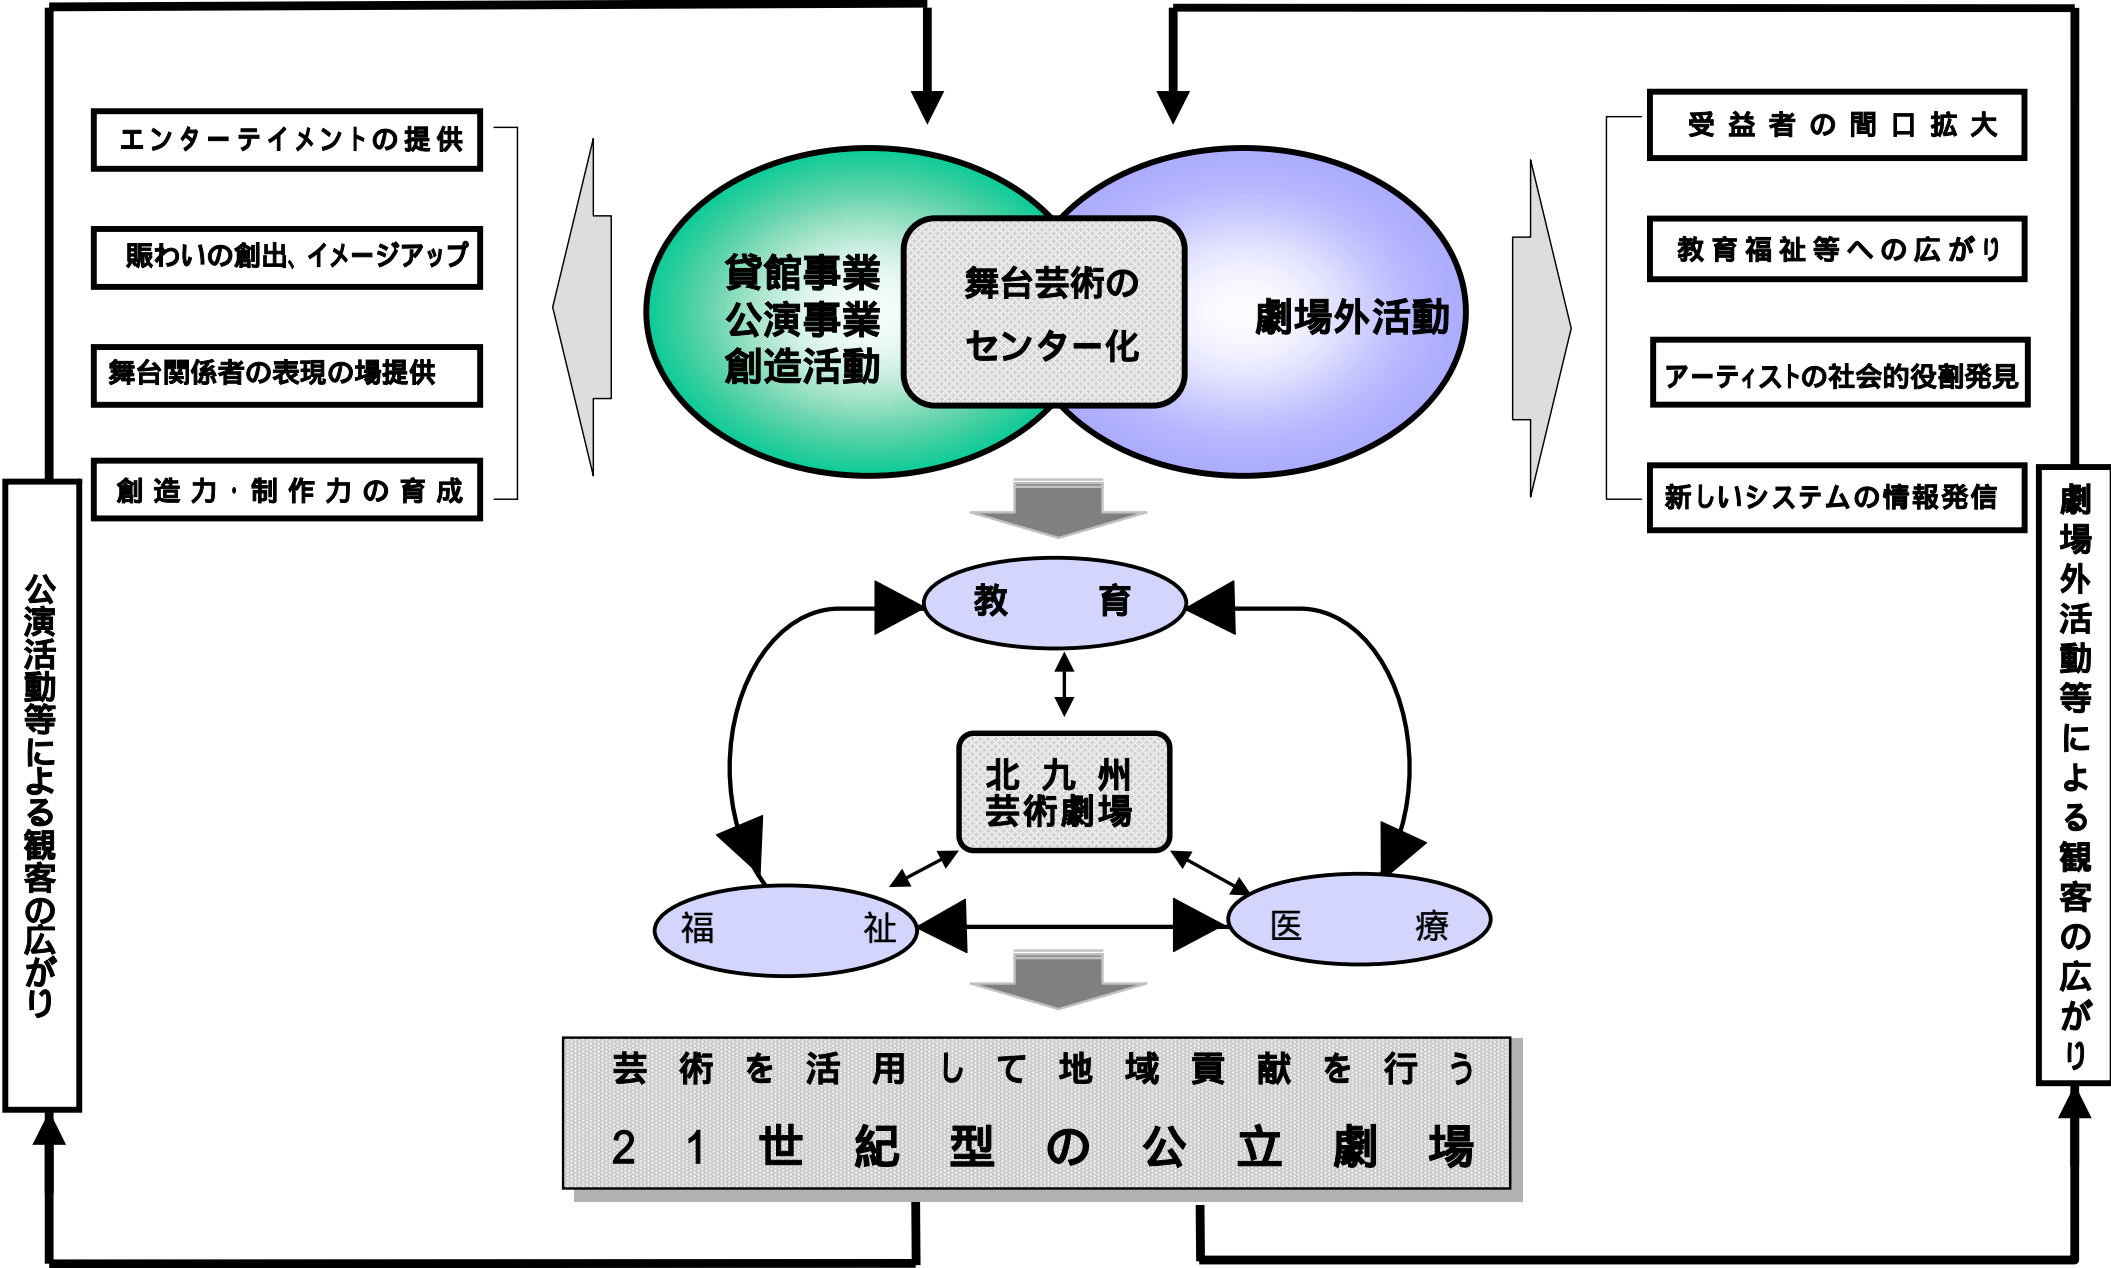 エンターテイメントの提供
賑わいの創出、イメージアップ
舞台関係者の表現の場提供
創造力・制作力の育成
公演活動等による観客の広がり
貸館事業
公演事業
創造活動
舞台芸術の
センター化
劇場外活動
受益者の間口拡大
教育福祉等への広がり
アーティストの社会的役割発見
新しいシステムの情報発信
劇場外活動等による観客の広がり
教育
北九州
芸術劇場
福祉
医療
芸術を活用して地域貢献を行う
21世紀型の公立劇場